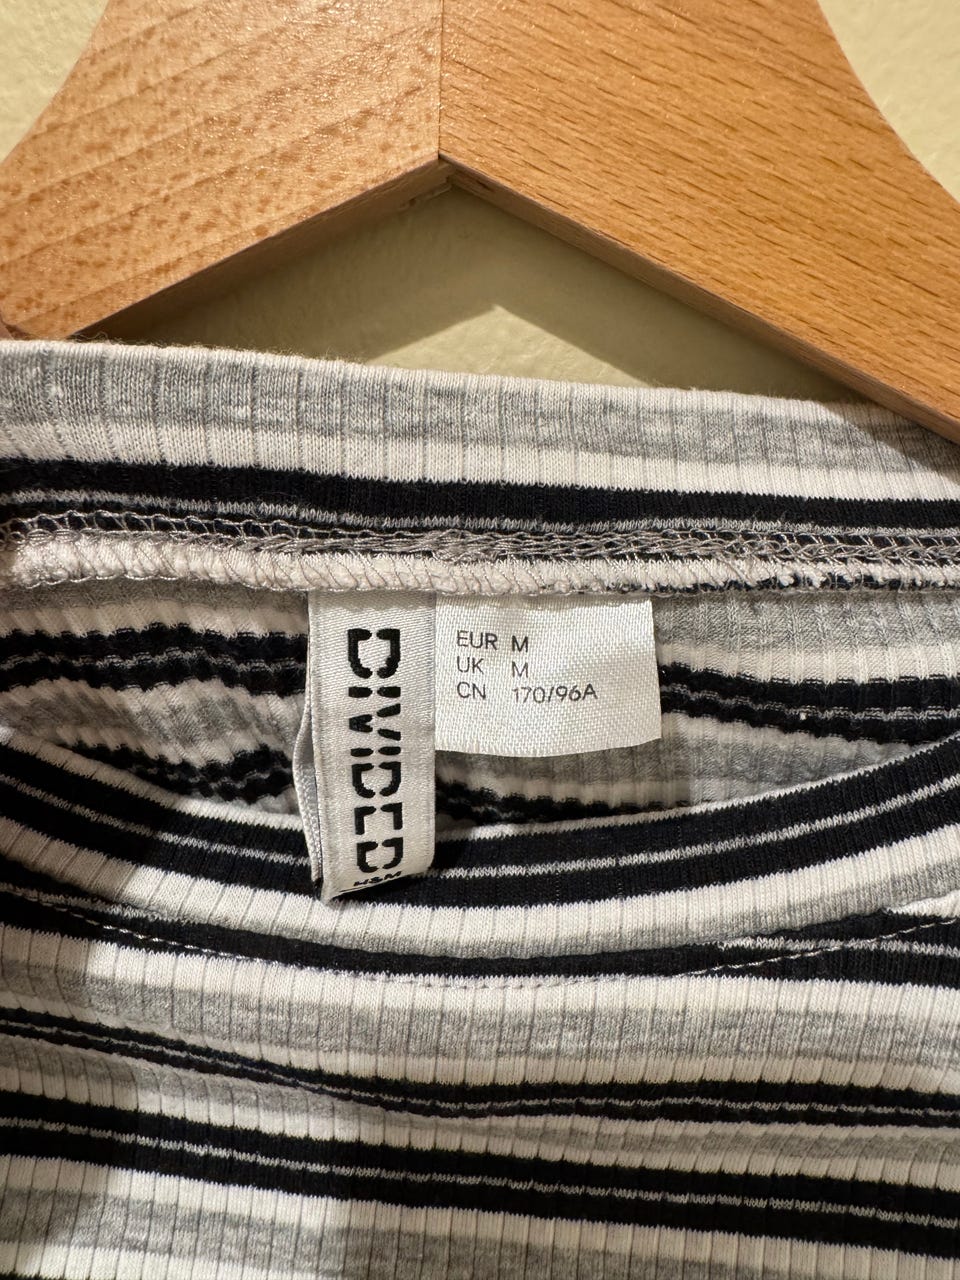 DIVIDED
H&M
EUR M
UK M
CN 170/96A